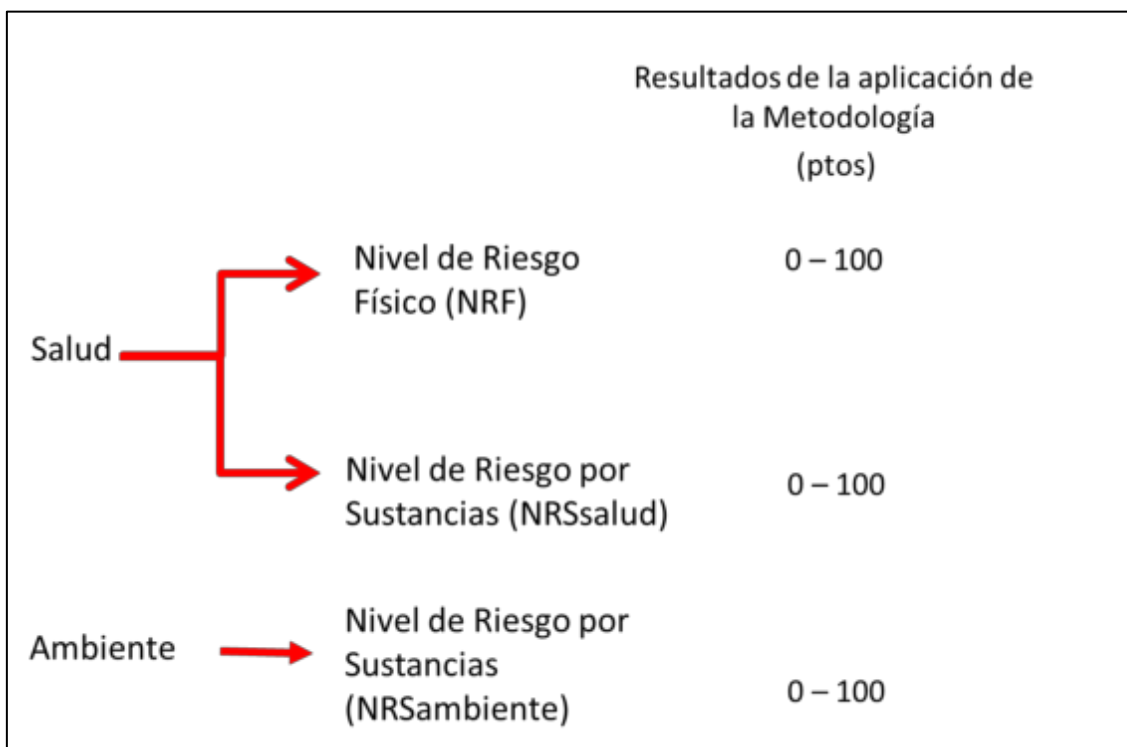 Resultados de la aplicación de
la Metodología
(ptos)
Salud
Nivel de Riesgo
Físico (NRF)
0 – 100
Nivel de Riesgo por
Sustancias (NRSsalud)
0 – 100
Ambiente
Nivel de Riesgo por
Sustancias
(NRSambiente)
0 – 100